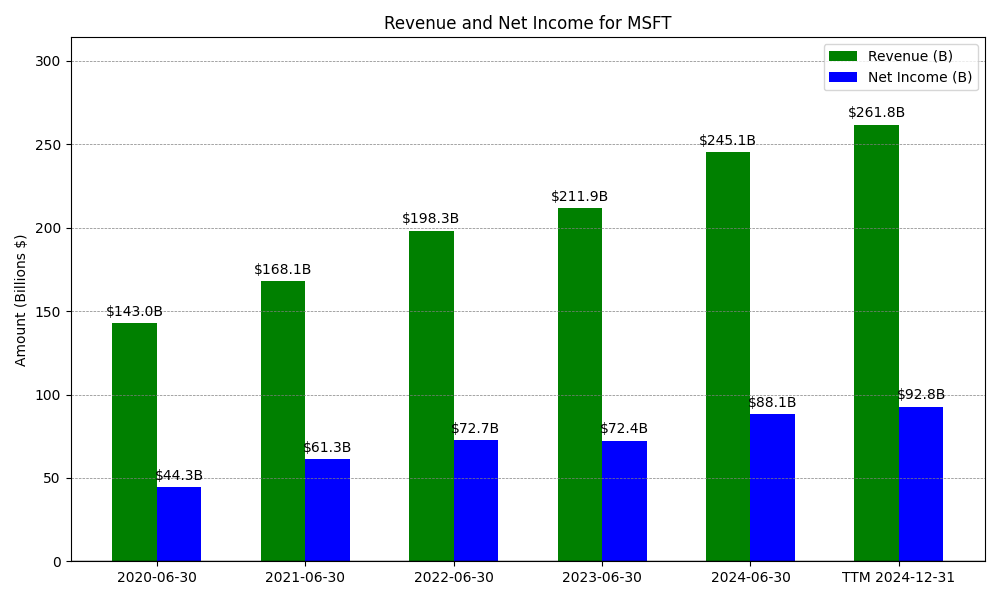 Revenue and Net Income for MSFT
Revenue (B)
Net Income (B)
Amount (Billions $)
300
250
200
150
100
50
0
$143.0B
$44.3B
$168.1B
$61.3B
$198.3B
$72.7B
$211.9B
$72.4B
$245.1B
$88.1B
$261.8B
$92.8B
2020-06-30
2021-06-30
2022-06-30
2023-06-30
2024-06-30
TTM 2024-12-31